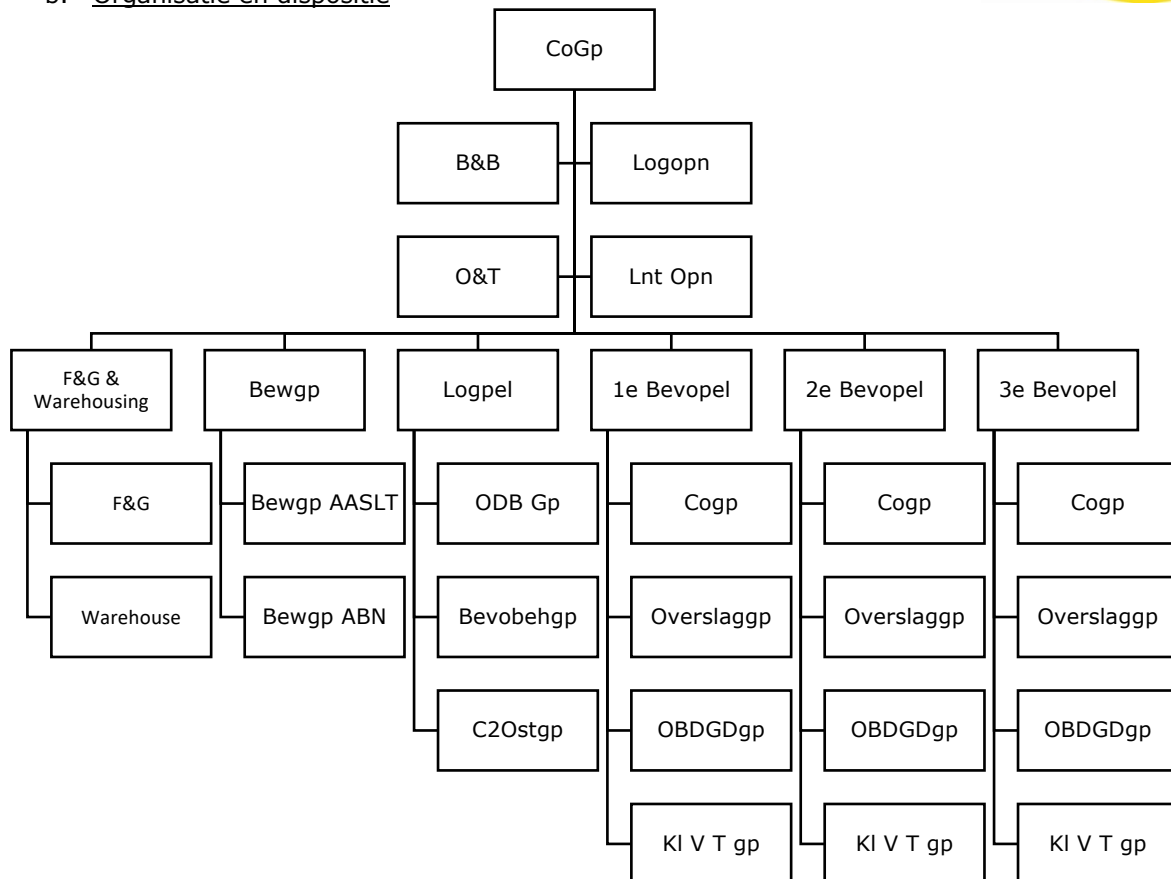 b. Organisatie en dispositie
CoGp
B&B
Logopn
O&T
Lnt Opn
F&G &
Warehousing
Bewgp
Logpel
1e Bevopel
2e Bevopel
3e Bevopel
F&G
Bewgp AASLT
ODB Gp
Cogp
Cogp
Cogp
Warehouse
Bewgp ABN
Bevobehgp
Overslaggp
Overslaggp
Overslaggp
C2Ostgp
OBDGDgp
OBDGDgp
OBDGDgp
Kl V T gp
Kl V T gp
Kl V T gp